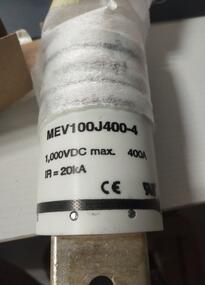 MEV100J400-4
1,000VDC max. 400A
IR = 20kA
CE